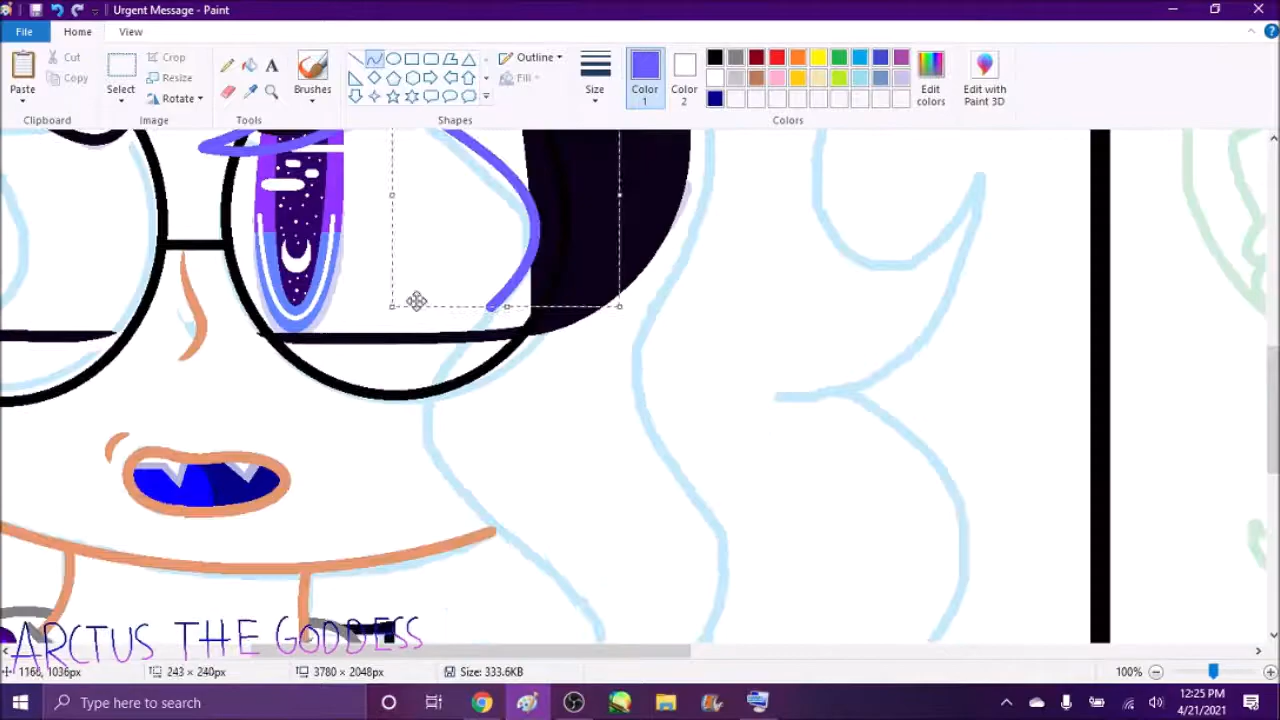 Urgent Message - Paint
File Home View
Paste
Cut
Copy
Clipboard
Select
Crop
Resize
Rotate
Image
Tools
Brushes
Shapes
Outline
Fill
Size
Color 1
Color 2
Edit colors
Edit with Paint 3D
Colors
ARCTUS THE GODDESS
1166, 1036px 243 × 240px 3780 × 2048px Size: 333.6KB 100%
Type here to search
12:25 PM
4/21/2021